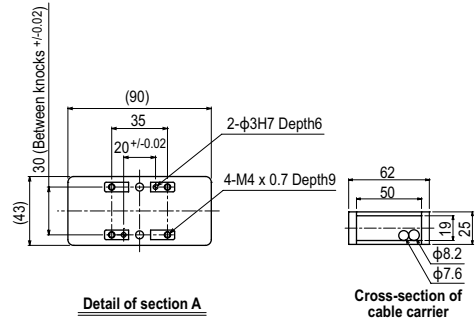 30 (Between knocks +/-0.02)
(90)
35
20+/-0.02
2-ϕ3H7 Depth6
4-M4 x 0.7 Depth9
(43)
Detail of section A
62
50
19
25
ϕ8.2
ϕ7.6
Cross-section of
cable carrier